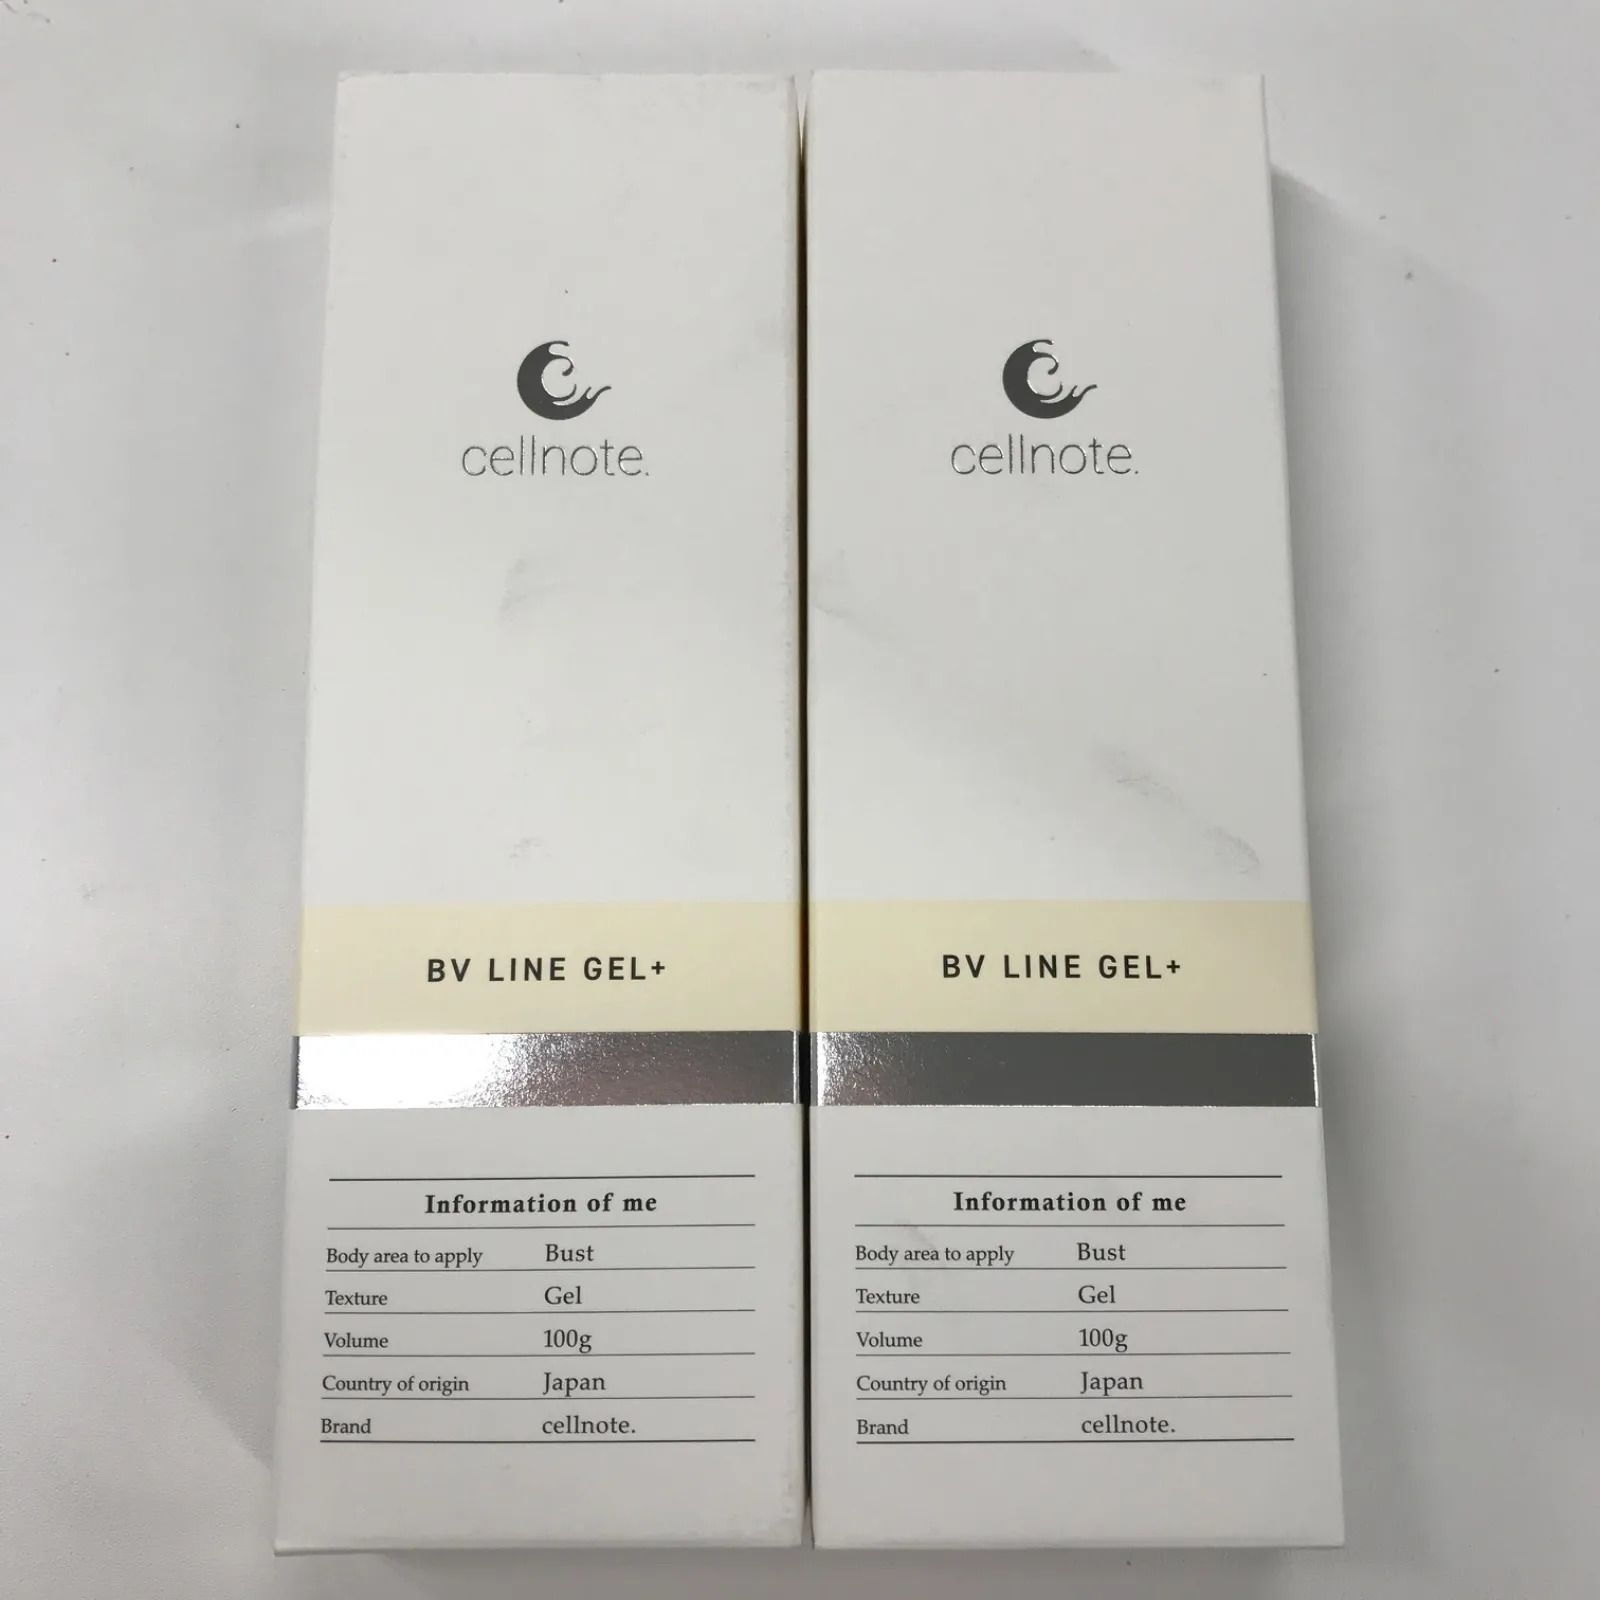 cellnote.
BV LINE GEL+
Information of me
Body area to apply Bust
Texture Gel
Volume 100g
Country of origin Japan
Brand cellnote.
cellnote.
BV LINE GEL+
Information of me
Body area to apply Bust
Texture Gel
Volume 100g
Country of origin Japan
Brand cellnote.